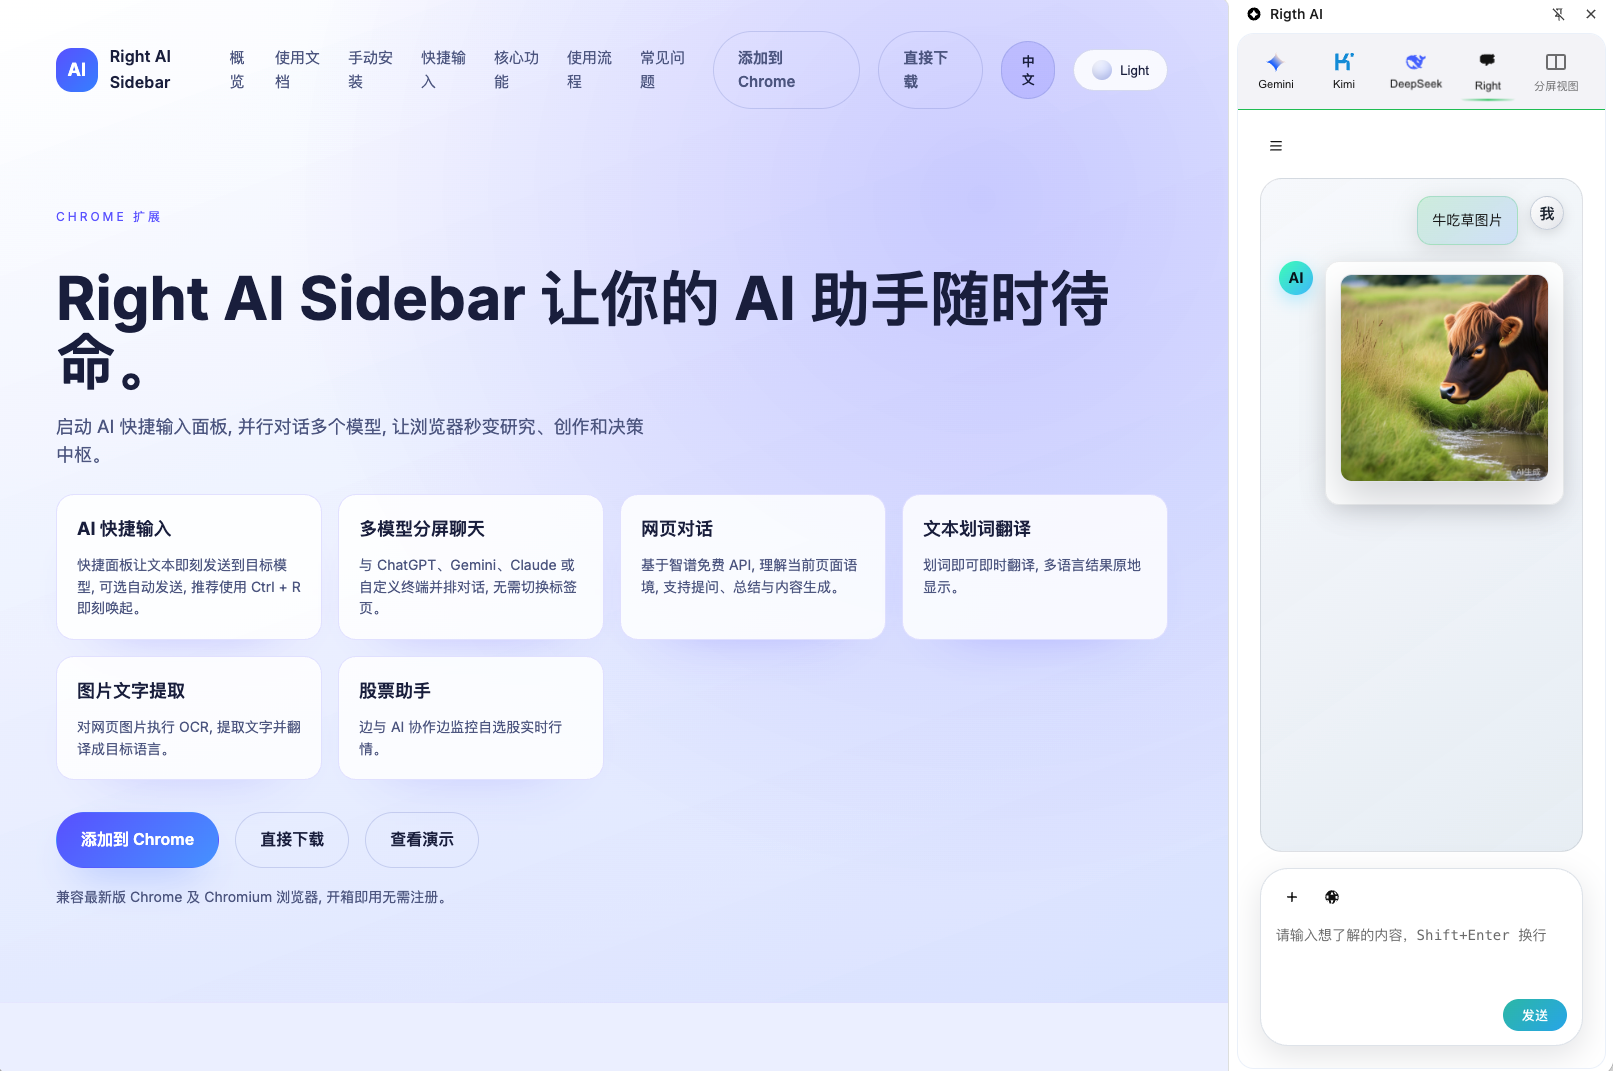 AI
Right AI
Sidebar
概
览
使用文
档
手动安
装
快捷输
入
核心功
能
使用流
程
常见问
题
添加到
Chrome
直接下
载
中
文
Light
CHROME 扩展
Right AI Sidebar 让你的 AI 助手随时待
命。
启动 AI 快捷输入面板, 并行对话多个模型, 让浏览器秒变研究、创作和决策
中枢。
AI 快捷输入
快捷面板让文本即刻发送到目标模
型, 可选自动发送, 推荐使用 Ctrl + R
即刻唤起。
多模型分屏聊天
与 ChatGPT、Gemini、Claude 或
自定义终端并排对话, 无需切换标签
页。
网页对话
基于智谱免费 API, 理解当前页面语
境, 支持提问、总结与内容生成。
文本划词翻译
划词即可即时翻译, 多语言结果原地
显示。
图片文字提取
对网页图片执行 OCR, 提取文字并翻
译成目标语言。
股票助手
边与 AI 协作边监控自选股实时行
情。
添加到 Chrome
直接下载
查看演示
兼容最新版 Chrome 及 Chromium 浏览器, 开箱即用无需注册。
Rigth AI
Gemini
Kimi
DeepSeek
Right
分屏视图
牛吃草图片
我
AI
AI生成
请输入想了解的内容，Shift+Enter 换行
发送